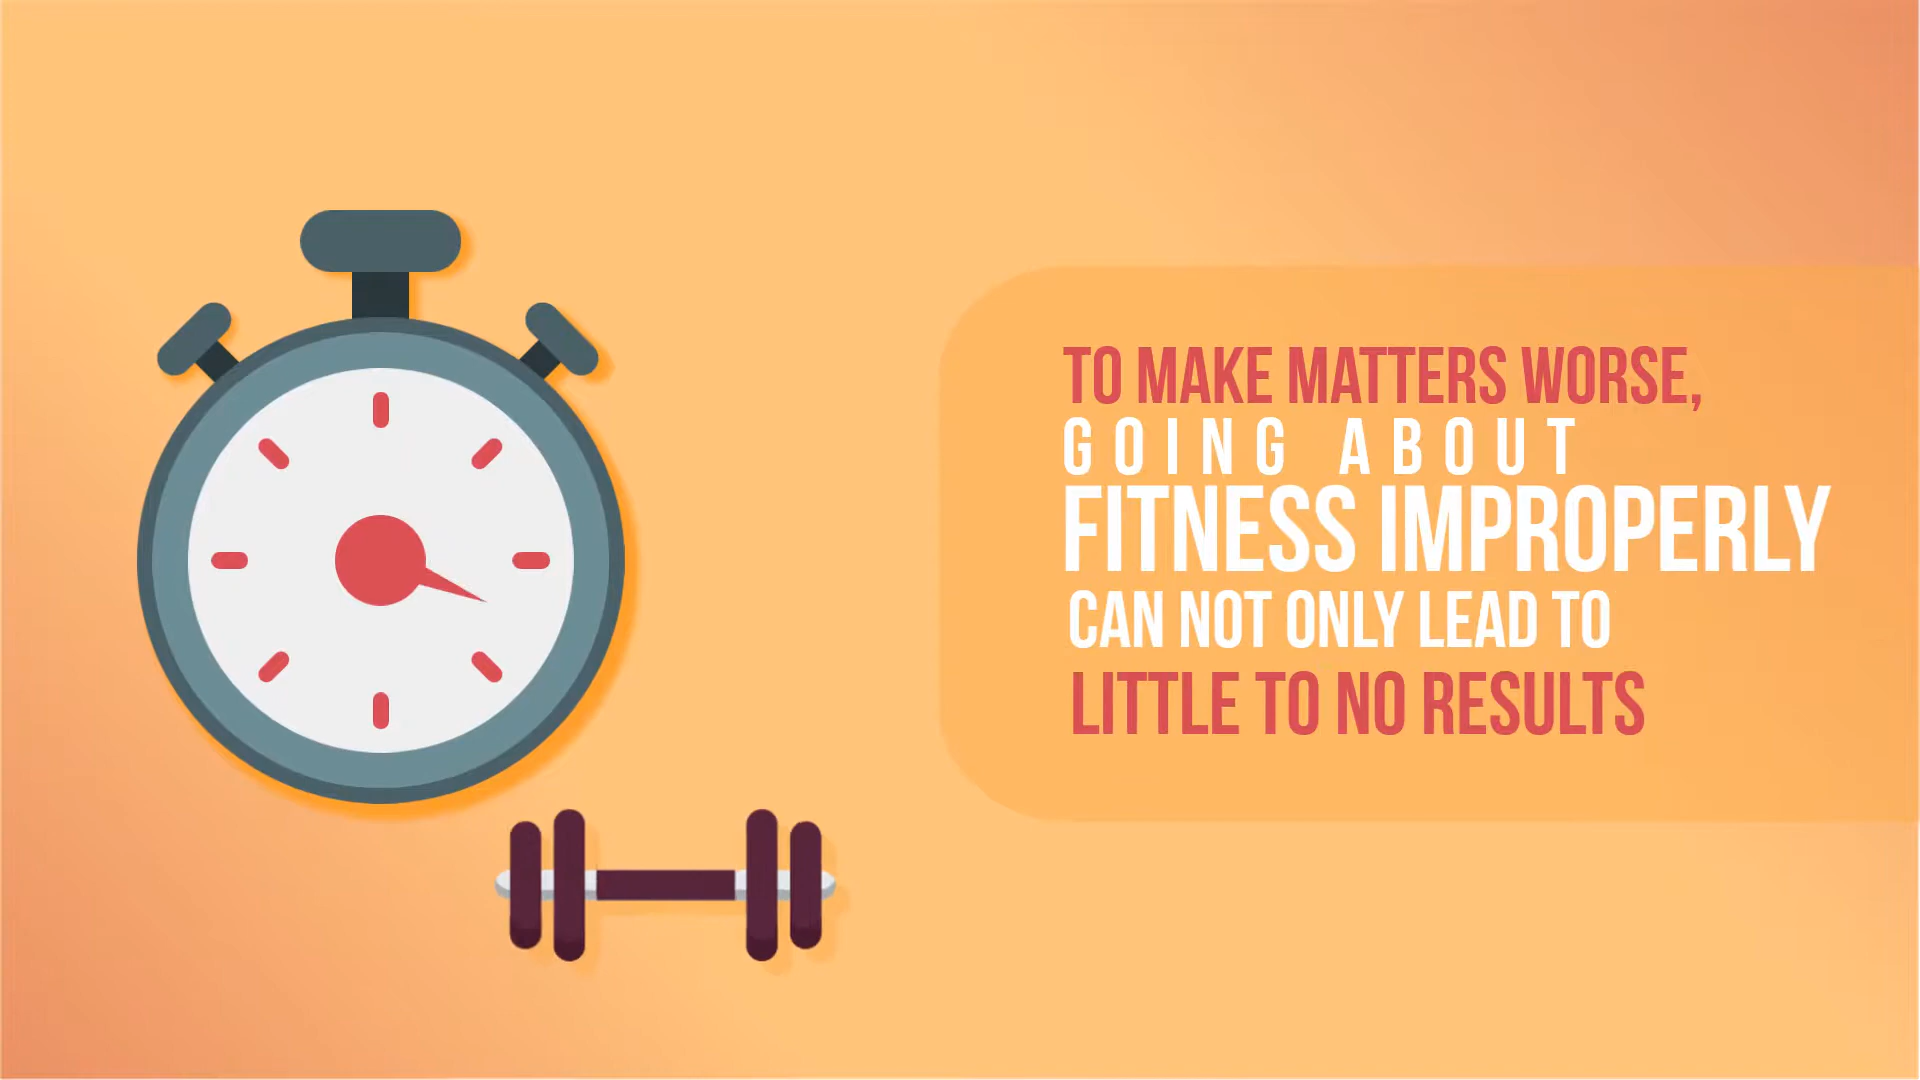 TO MAKE MATTERS WORSE,
GOING ABOUT
FITNESS IMPROPERLY
CAN NOT ONLY LEAD TO
LITTLE TO NO RESULTS